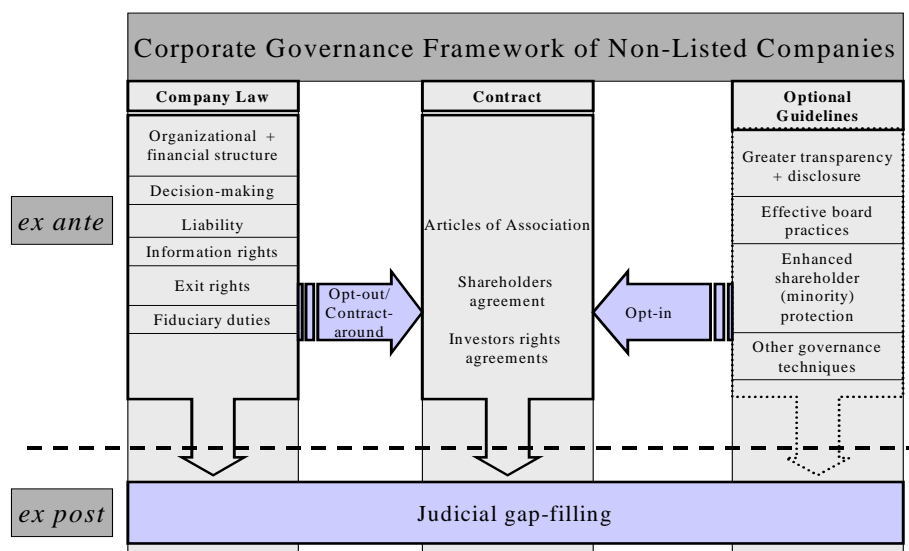 Corporate Governance Framework of Non-Listed Companies
Company Law
Contract
Optional
Guidelines
ex ante
Organizational +
financial structure
Decision-making
Liability
Information rights
Exit rights
Fiduciary duties
Opt-out/
Contract-
around
Articles of Association
Shareholders
agreement
Investors rights
agreements
Opt-in
Greater transparency
+ disclosure
Effective board
practices
Enhanced
shareholder
(minority)
protection
Other governance
techniques
ex post
Judicial gap-filling